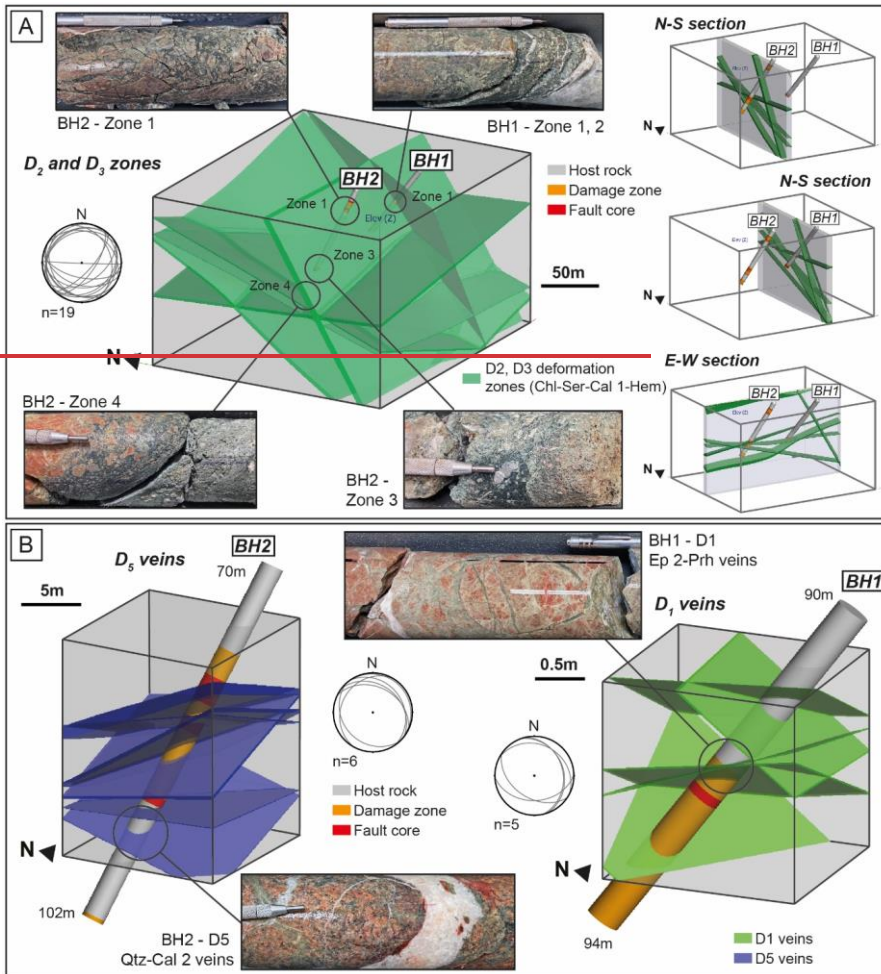 A
BH2 - Zone 1
BH1 - Zone 1, 2
D2 and D3 zones
BH2
BH1
Zone 1
Zone 1
Elev (Z)
Zone 3
Zone 4
N
n=19
Host rock
Damage zone
Fault core
50m
N
D2, D3 deformation
zones (Chl-Ser-Cal 1-Hem)
BH2 - Zone 4
BH2 -
Zone 3
N-S section
BH2
BH1
N
N-S section
BH2
BH1
Elev (Z)
N
E-W section
BH2
BH1
Elev (Z)
N
B
D5 veins
BH2
70m
5m
N
102m
BH2 - D5
Qtz-Cal 2 veins
N
n=6
Host rock
Damage zone
Fault core
BH1 - D1
Ep 2-Prh veins
D1 veins
BH1
90m
0.5m
N
n=5
N
94m
D1 veins
D5 veins